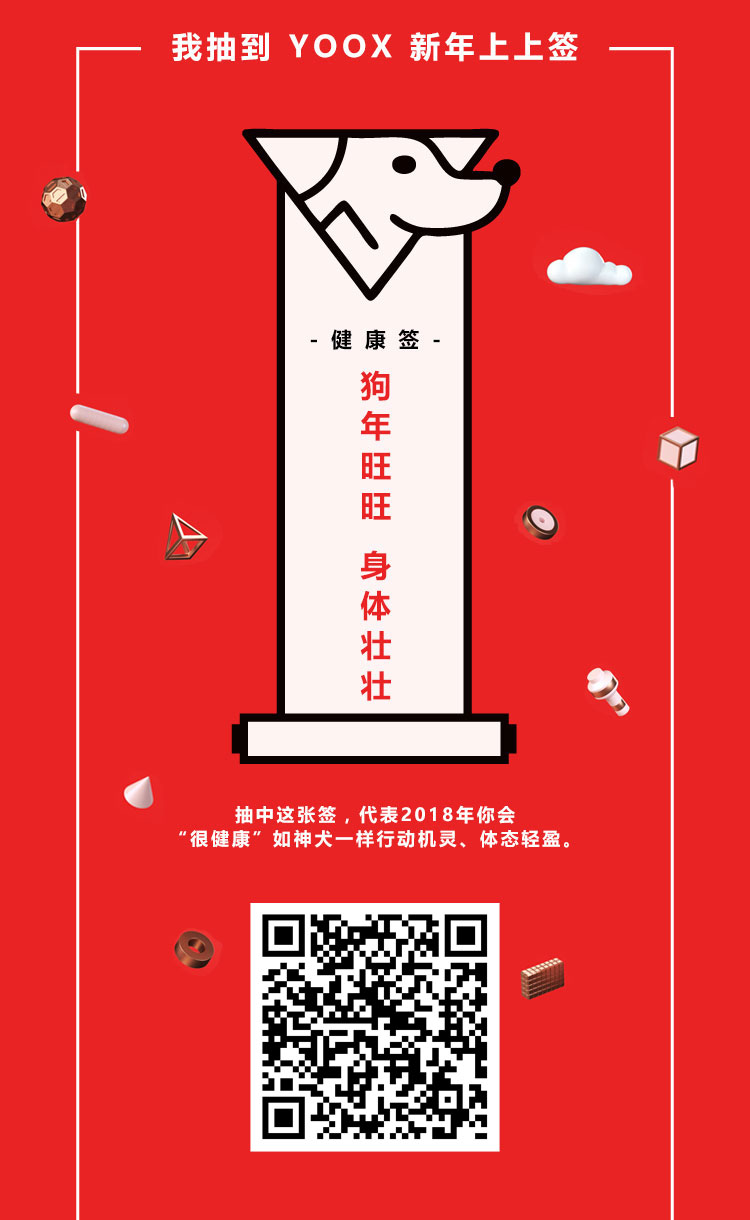 我抽到 YOOX 新年上上签
- 健康签 -
狗年旺旺 身体壮壮
抽中这张签，代表2018年你会
“很健康”如神犬一样行动机灵、体态轻盈。